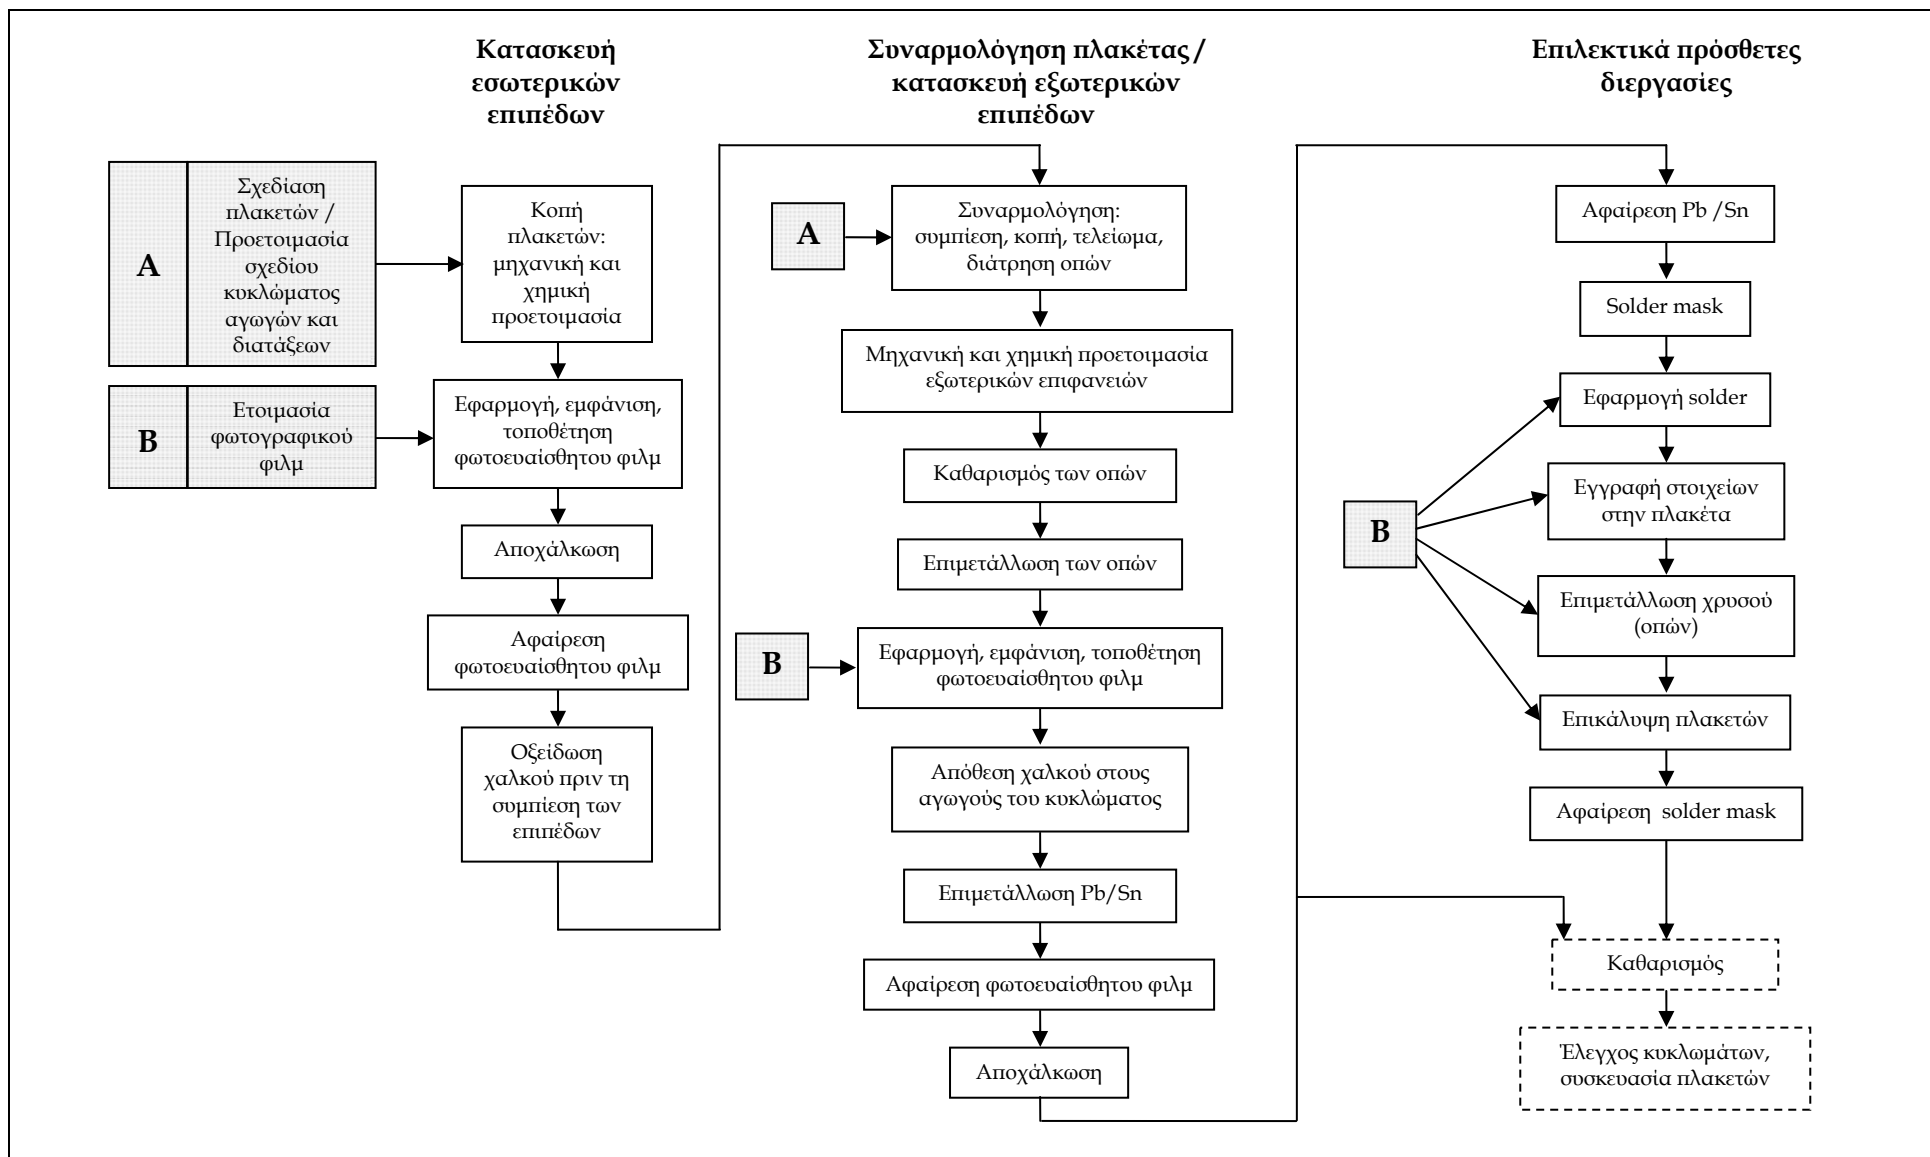 Κατασκευή
εσωτερικών
επιπέδων
Α
Σχεδίαση
πλακετών /
Προετοιμασία
σχεδίου
κυκλώματος
αγωγών και
διατάξεων
Β
Ετοιμασία
φωτογραφικού
φιλμ
Κοπή
πλακετών:
μηχανική και
χημική
προετοιμασία
Εφαρμογή, εμφάνιση,
τοποθέτηση
φωτοευαίσθητου φιλμ
Αποχάλκωση
Αφαίρεση
φωτοευαίσθητου φιλμ
Οξείδωση
χαλκού πριν τη
συμπίεση των
επιπέδων
Συναρμολόγηση πλακέτας /
κατασκευή εξωτερικών
επιπέδων
Α
Συναρμολόγηση:
συμπίεση, κοπή, τελείωμα,
διάτρηση οπών
Μηχανική και χημική προετοιμασία
εξωτερικών επιφανειών
Καθαρισμός των οπών
Επιμετάλλωση των οπών
Β
Εφαρμογή, εμφάνιση, τοποθέτηση
φωτοευαίσθητου φιλμ
Απόθεση χαλκού στους
αγωγούς του κυκλώματος
Επιμετάλλωση Pb/Sn
Αφαίρεση φωτοευαίσθητου φιλμ
Αποχάλκωση
Επιλεκτικά πρόσθετες
διεργασίες
Αφαίρεση Pb /Sn
Solder mask
Εφαρμογή solder
Β
Εγγραφή στοιχείων
στην πλακέτα
Επιμετάλλωση χρυσού
(οπών)
Επικάλυψη πλακετών
Αφαίρεση solder mask
Καθαρισμός
Έλεγχος κυκλωμάτων,
συσκευασία πλακετών